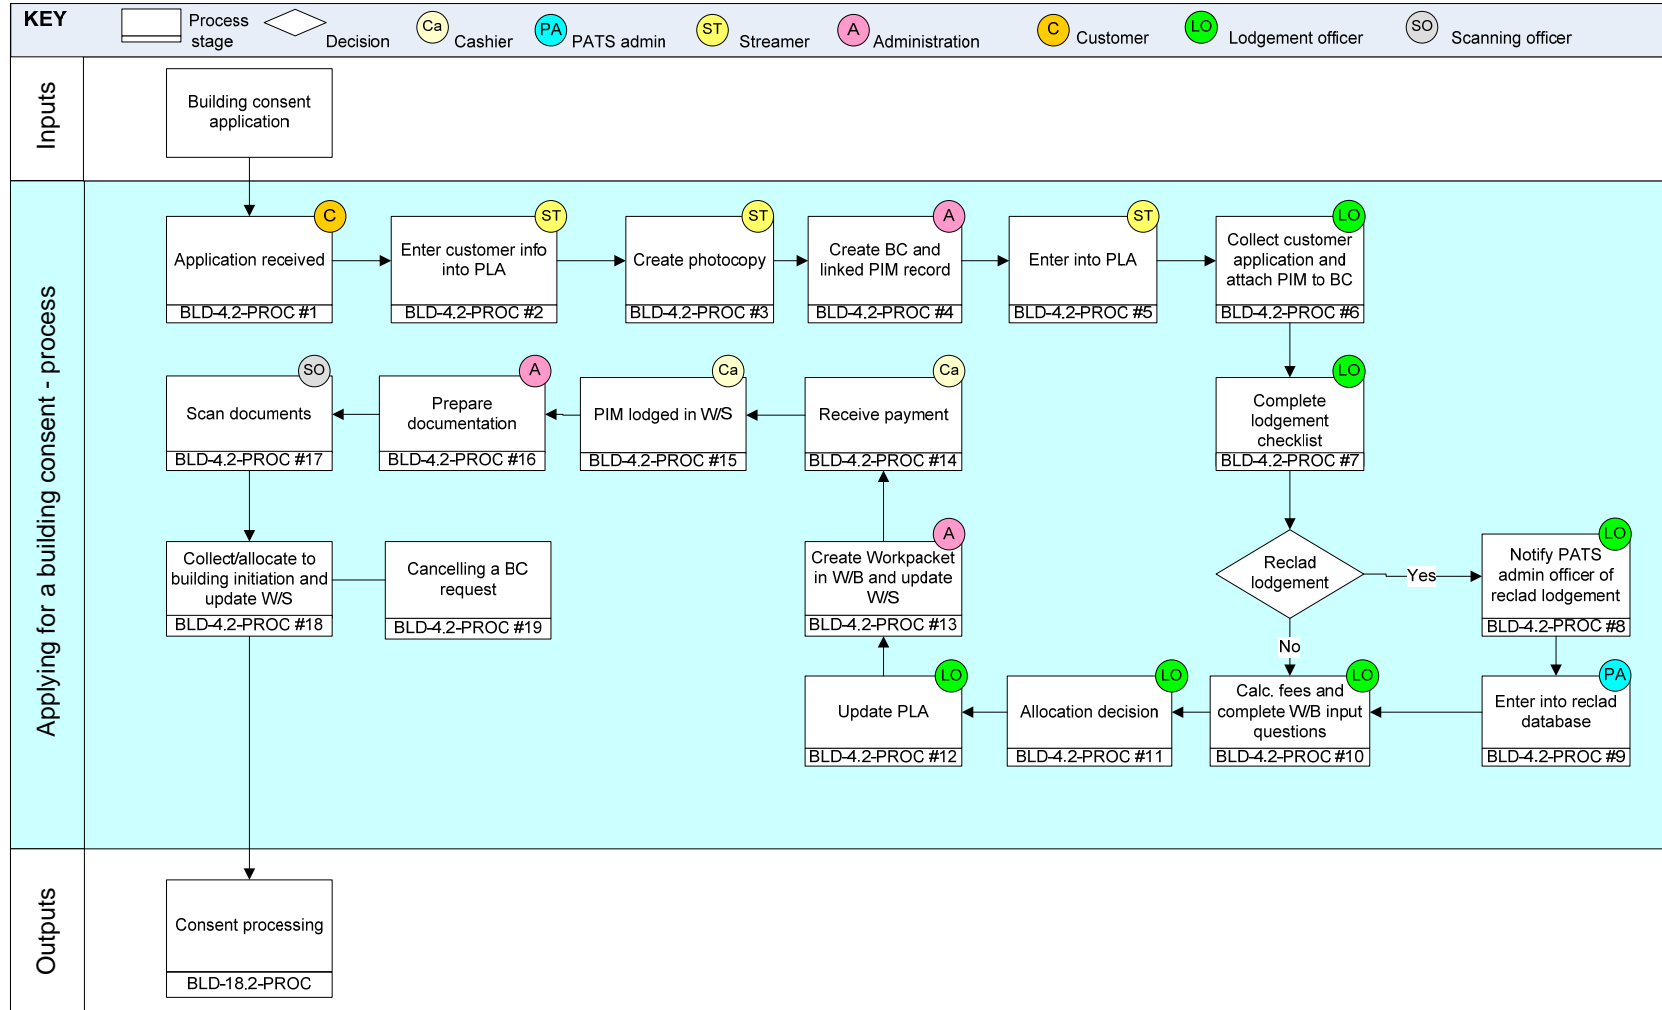 KEY
Process
stage
Decision
Ca
Cashier
PA
PATS admin
ST
Streamer
A
Administration
C
Customer
LO
Lodgement officer
SO
Scanning officer
Inputs
Building consent
application
Applying for a building consent - process
C
Application received
BLD-4.2-PROC #1
ST
Enter customer info
into PLA
BLD-4.2-PROC #2
ST
Create photocopy
BLD-4.2-PROC #3
A
Create BC and
linked PIM record
BLD-4.2-PROC #4
ST
Enter into PLA
BLD-4.2-PROC #5
LO
Collect customer
application and
attach PIM to BC
BLD-4.2-PROC #6
LO
Complete
lodgement
checklist
BLD-4.2-PROC #7
Reclad
lodgement
Yes
No
LO
Notify PATS
admin officer of
reclad lodgement
BLD-4.2-PROC #8
PA
Enter into reclad
database
BLD-4.2-PROC #9
LO
Calc. fees and
complete W/B input
questions
BLD-4.2-PROC #10
LO
Allocation decision
BLD-4.2-PROC #11
LO
Update PLA
BLD-4.2-PROC #12
A
Create Workpacket
in W/B and update
W/S
BLD-4.2-PROC #13
Ca
Receive payment
BLD-4.2-PROC #14
Ca
PIM lodged in W/S
BLD-4.2-PROC #15
A
Prepare
documentation
BLD-4.2-PROC #16
SO
Scan documents
BLD-4.2-PROC #17
Collect/allocate to
building initiation and
update W/S
BLD-4.2-PROC #18
Cancelling a BC
request
BLD-4.2-PROC #19
Outputs
Consent processing
BLD-18.2-PROC